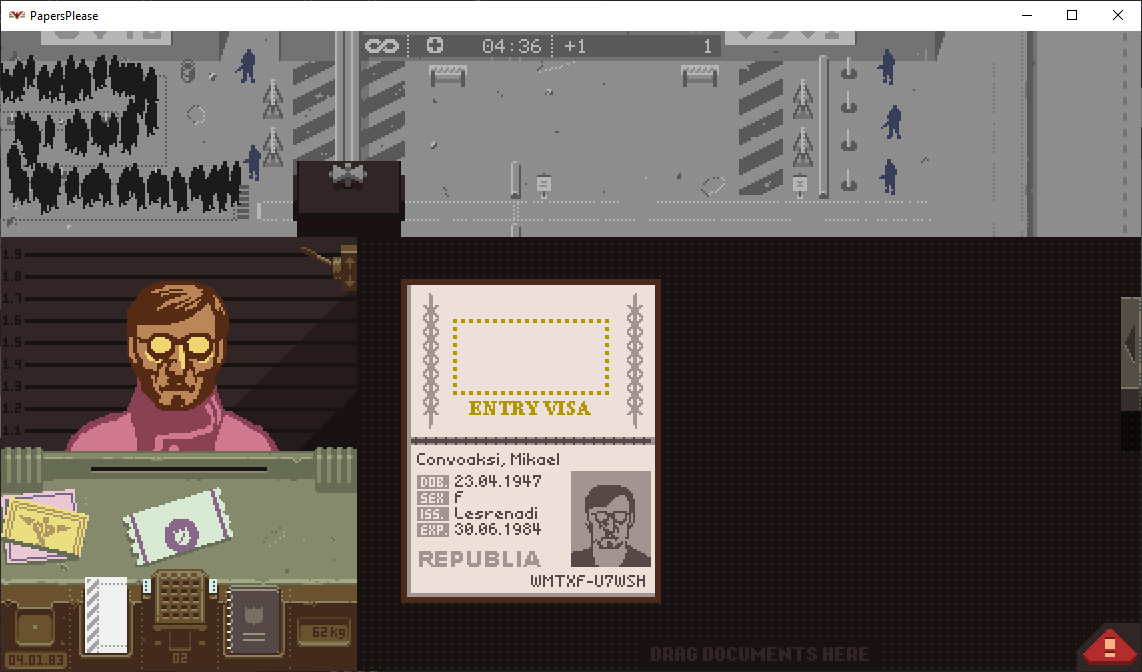 PapersPlease
04:36 +1 1
1.9
1.8
1.7
1.6
1.5
1.4
1.3
1.2
1.1
ENTRY VISA
Convoaksi, Mikael
DOB. 23.04.1947
SEX F
ISS. Lesrenadi
EXP. 30.06.1984
REPUBLIA
WMTXF-U7WSH
62kg
04.01.83
02
DRAG DOCUMENTS HERE